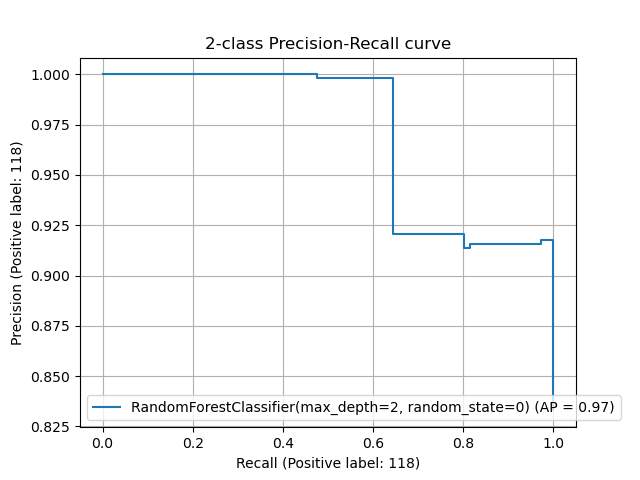 2-class Precision-Recall curve
Precision (Positive label: 118)
1.000
0.975
0.950
0.925
0.900
0.875
0.850
0.825
RandomForestClassifier(max_depth=2, random_state=0) (AP = 0.97)
0.0 0.2 0.4 0.6 0.8 1.0
Recall (Positive label: 118)